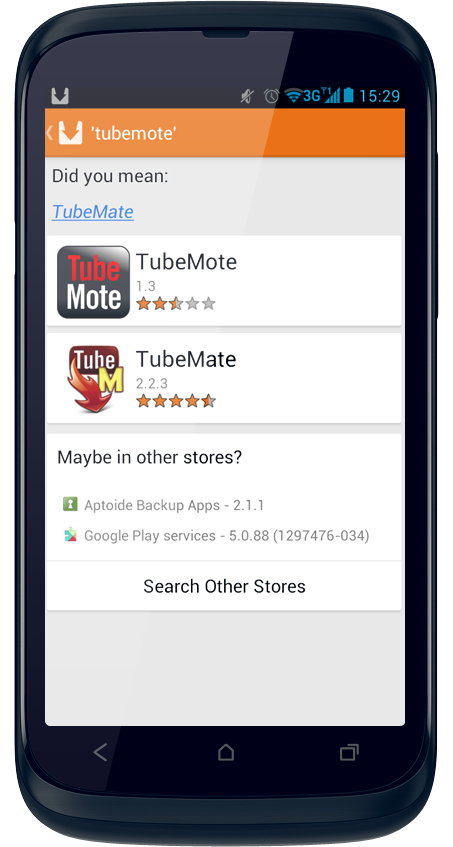 3G
15:29
'tubemote'
Did you mean:
TubeMate
Tube
Mote
TubeMote
1.3
Tube
M
TubeMate
2.2.3
Maybe in other stores?
Aptoide Backup Apps - 2.1.1
Google Play services - 5.0.88 (1297476-034)
Search Other Stores